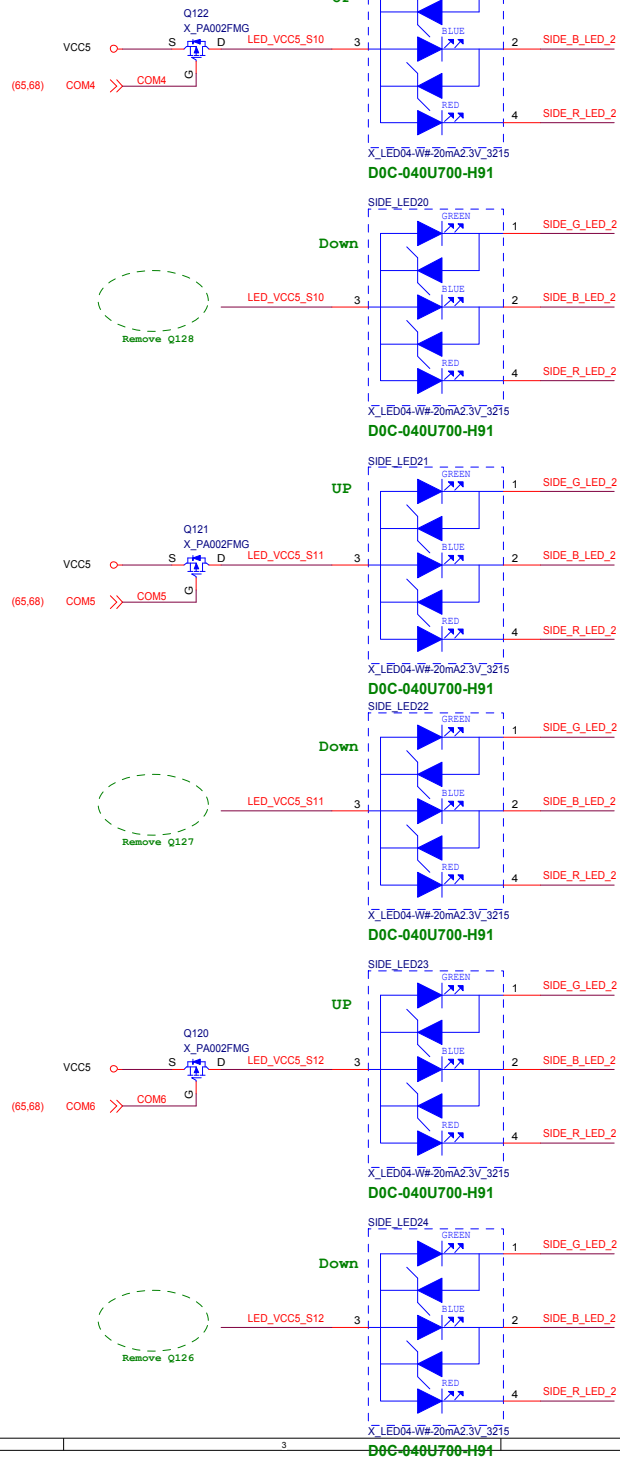 Q122
X_PA002FMG
VCC5
S
D
G
LED_VCC5_S10
3
BLUE
2
SIDE_B_LED_2
(65,68)
COM4
COM4
RED
4
SIDE_R_LED_2
X_LED04-W#-20mA2.3V_3215
D0C-040U700-H91
SIDE_LED20
GREEN
1
SIDE_G_LED_2
Down
LED_VCC5_S10
3
BLUE
2
SIDE_B_LED_2
Remove Q128
RED
4
SIDE_R_LED_2
X_LED04-W#-20mA2.3V_3215
D0C-040U700-H91
SIDE_LED21
GREEN
1
SIDE_G_LED_2
UP
Q121
X_PA002FMG
VCC5
S
D
G
LED_VCC5_S11
3
BLUE
2
SIDE_B_LED_2
(65,68)
COM5
COM5
RED
4
SIDE_R_LED_2
X_LED04-W#-20mA2.3V_3215
D0C-040U700-H91
SIDE_LED22
GREEN
1
SIDE_G_LED_2
Down
LED_VCC5_S11
3
BLUE
2
SIDE_B_LED_2
Remove Q127
RED
4
SIDE_R_LED_2
X_LED04-W#-20mA2.3V_3215
D0C-040U700-H91
SIDE_LED23
GREEN
1
SIDE_G_LED_2
UP
Q120
X_PA002FMG
VCC5
S
D
G
LED_VCC5_S12
3
BLUE
2
SIDE_B_LED_2
(65,68)
COM6
COM6
RED
4
SIDE_R_LED_2
X_LED04-W#-20mA2.3V_3215
D0C-040U700-H91
SIDE_LED24
GREEN
1
SIDE_G_LED_2
Down
LED_VCC5_S12
3
BLUE
2
SIDE_B_LED_2
Remove Q126
RED
4
SIDE_R_LED_2
X_LED04-W#-20mA2.3V_3215
3
D0C-040U700-H91